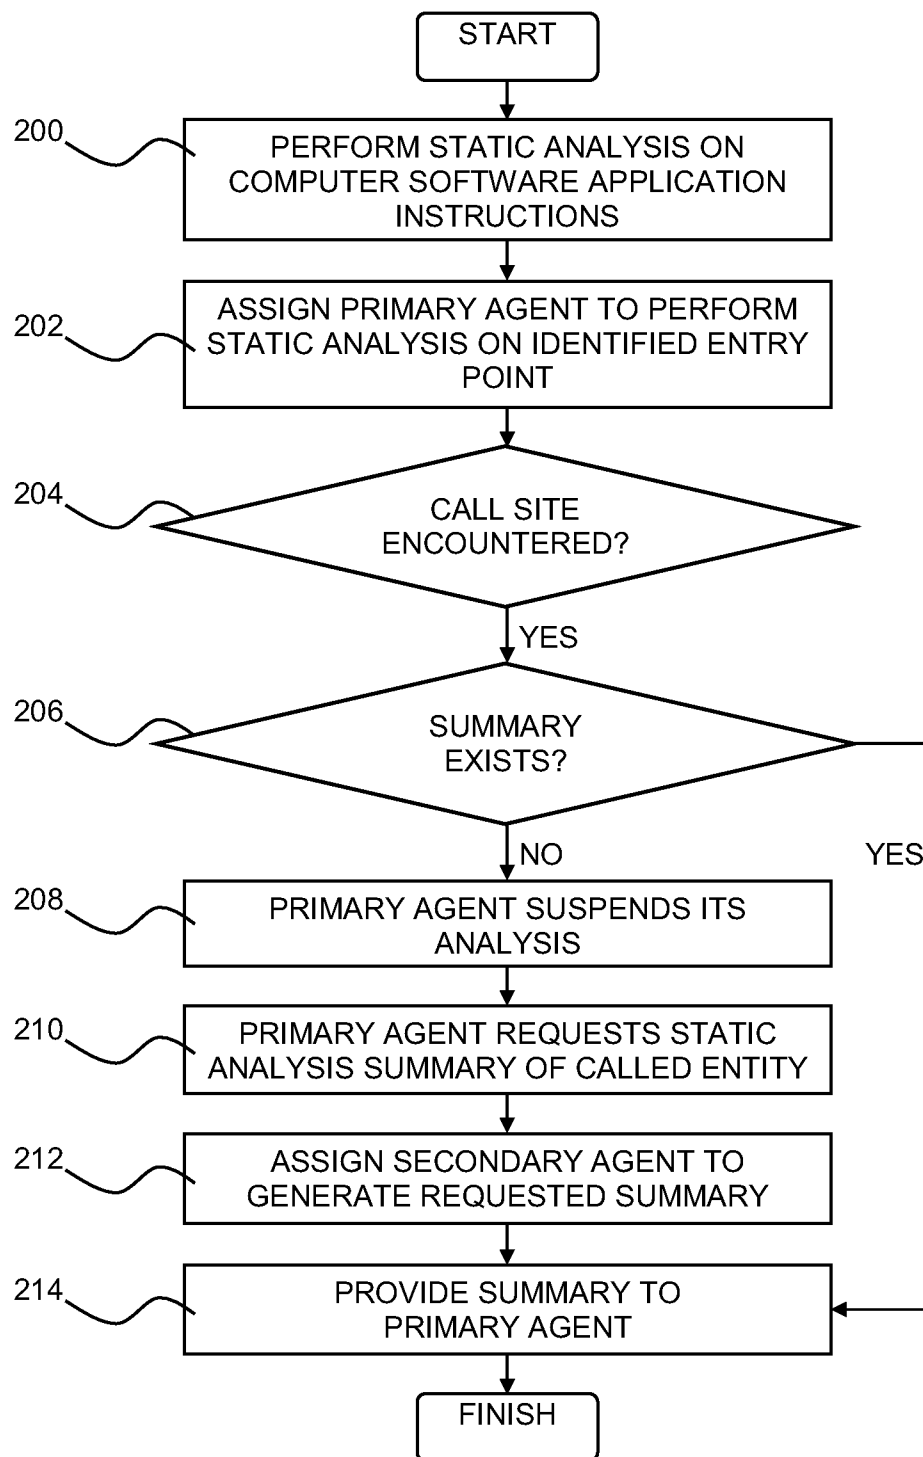 START
200
PERFORM STATIC ANALYSIS ON
COMPUTER SOFTWARE APPLICATION
INSTRUCTIONS
202
ASSIGN PRIMARY AGENT TO PERFORM
STATIC ANALYSIS ON IDENTIFIED ENTRY
POINT
204
CALL SITE
ENCOUNTERED?
YES
206
SUMMARY
EXISTS?
NO
YES
208
PRIMARY AGENT SUSPENDS ITS
ANALYSIS
210
PRIMARY AGENT REQUESTS STATIC
ANALYSIS SUMMARY OF CALLED ENTITY
212
ASSIGN SECONDARY AGENT TO
GENERATE REQUESTED SUMMARY
214
PROVIDE SUMMARY TO
PRIMARY AGENT
FINISH